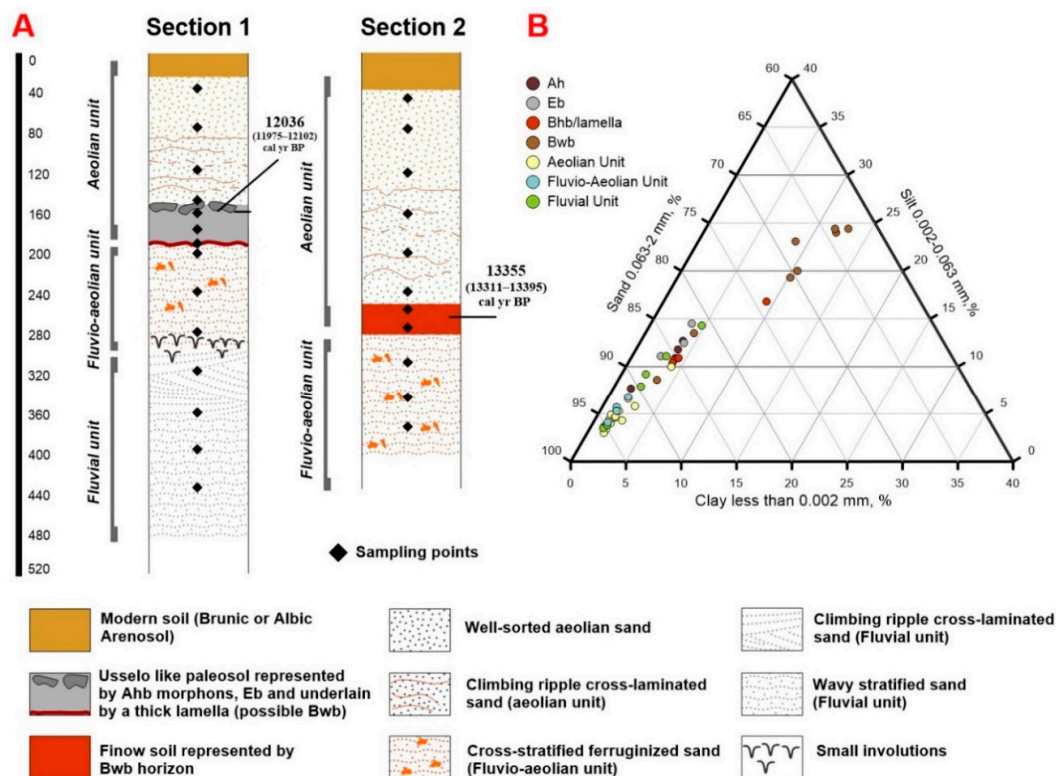 A
Section 1
Section 2
B
0
40
80
120
160
200
240
280
320
360
400
440
480
520
Aeolian unit
Fluvio-aeolian unit
Fluvial unit
12036
(11975–12102)
cal yr BP
Aeolian unit
Fluvio-aeolian unit
13355
(13311–13395)
cal yr BP
Sampling points
Ah
Eb
Bhb/lamella
Bwb
Aeolian Unit
Fluvio-Aeolian Unit
Fluvial Unit
60
70
75
80
85
90
95
100
Sand 0.063-2 mm, %
40
35
30
25
20
15
10
5
0
Silt 0.002-0.063 mm,%
0
5
10
15
20
25
30
35
40
Clay less than 0.002 mm, %
Modern soil (Brunic or Albic
Arenosol)
Usselo like paleosol represented
by Ahb morphons, Eb and underlain
by a thick lamella (possible Bwb)
Finow soil represented by
Bwb horizon
Well-sorted aeolian sand
Climbing ripple cross-laminated
sand (aeolian unit)
Cross-stratified ferruginized sand
(Fluvio-aeolian unit)
Climbing ripple cross-laminated
sand (Fluvial unit)
Wavy stratified sand
(Fluvial unit)
Small involutions